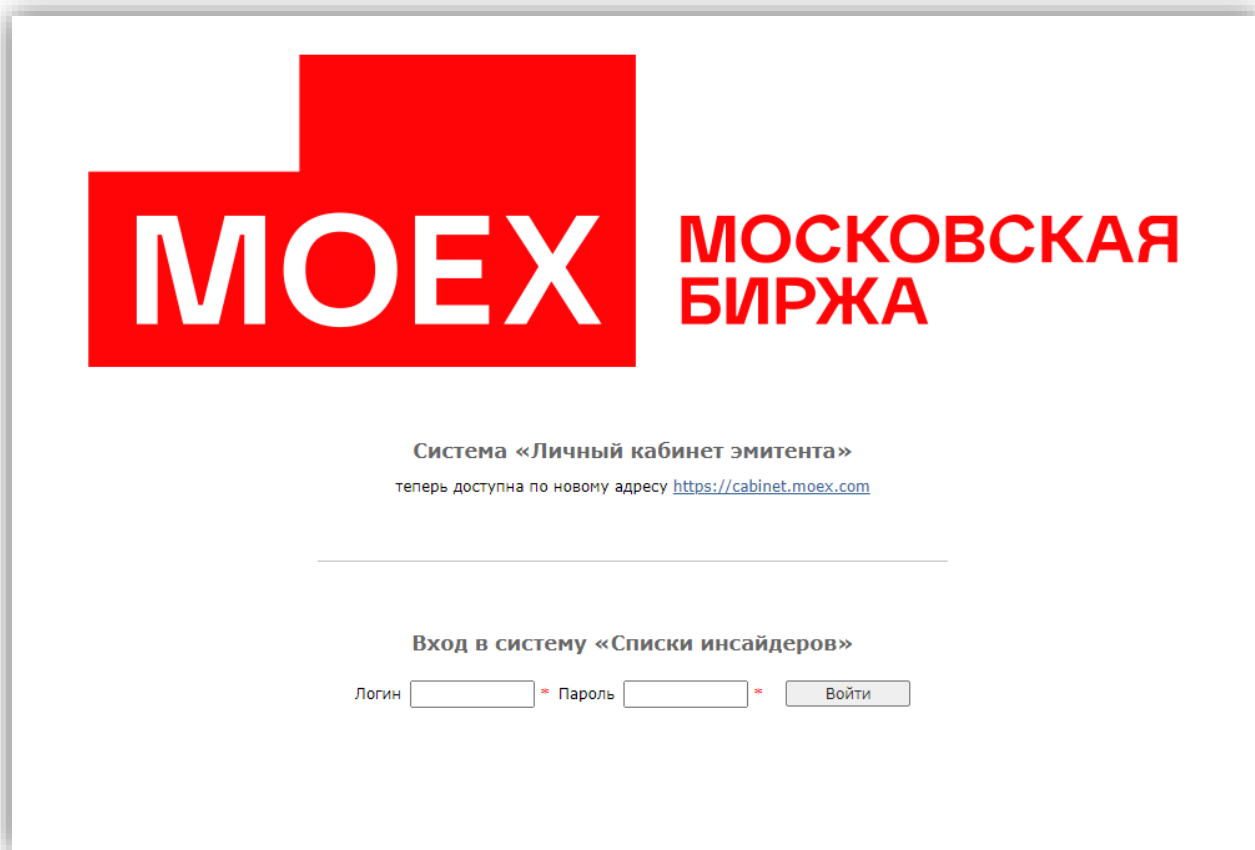 MOEX
МОСКОВСКАЯ
БИРЖА
Система «Личный кабинет эмитента»
теперь доступна по новому адресу https://cabinet.moex.com
Вход в систему «Списки инсайдеров»
Логин * Пароль * Войти